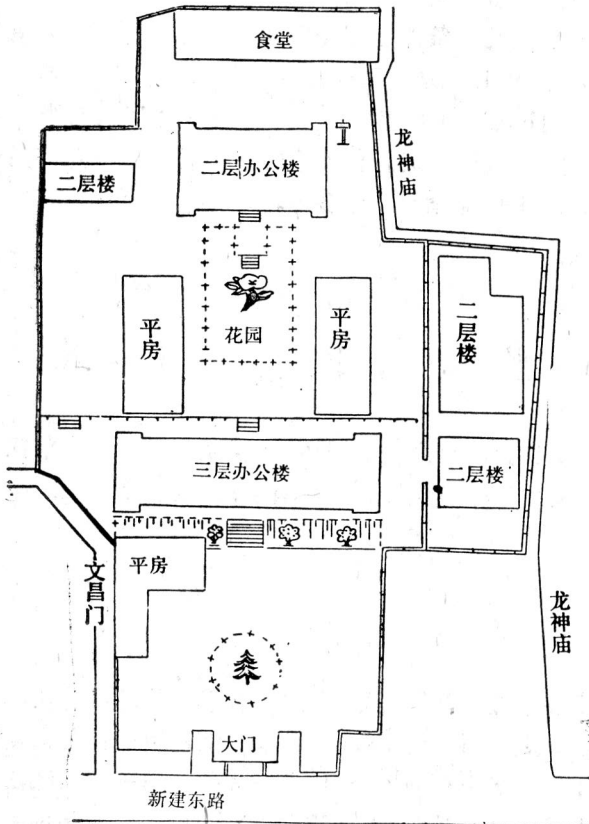 食堂
龙神庙
二层办公楼
二层楼
平房
花园
平房
二层楼
三层办公楼
二层楼
平房
文昌门
龙神庙
大门
新建东路